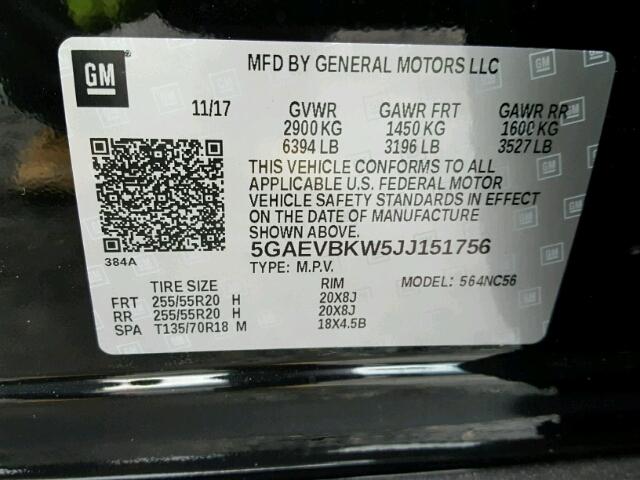 GM
MFD BY GENERAL MOTORS LLC
11/17 GVWR GAWR FRT GAWR RR
2900 KG 1450 KG 1600 KG
6394 LB 3196 LB 3527 LB
THIS VEHICLE CONFORMS TO ALL
APPLICABLE U.S. FEDERAL MOTOR
VEHICLE SAFETY STANDARDS IN EFFECT
ON THE DATE OF MANUFACTURE
SHOWN ABOVE.
384A
5GAEVBKW5JJ151756
TYPE: M.P.V. MODEL: 564NC56
TIRE SIZE RIM
FRT 255/55R20 H 20X8J
RR 255/55R20 H 20X8J
SPA T135/70R18 M 18X4.5B